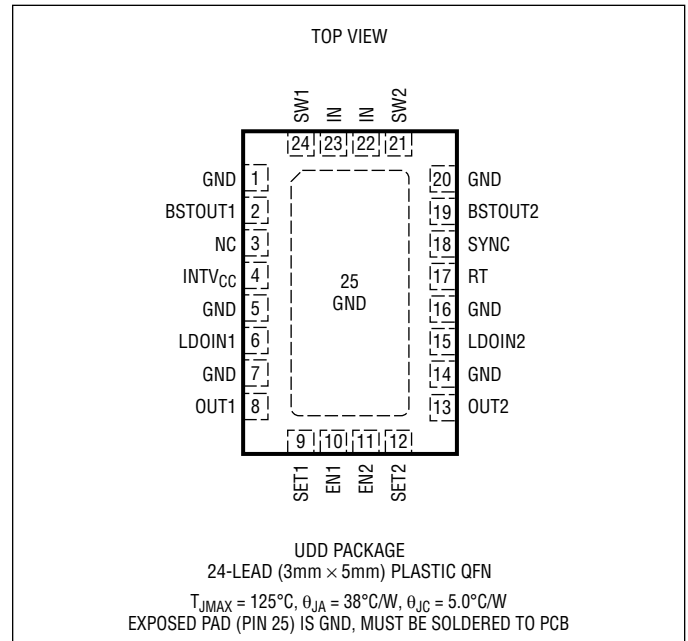 TOP VIEW
SW1 IN IN SW2
24 23 22 21
GND 1
BSTOUT1 2
NC 3
INTVCC 4
GND 5
LDOIN1 6
GND 7
OUT1 8
25
GND
20 GND
19 BSTOUT2
18 SYNC
17 RT
16 GND
15 LDOIN2
14 GND
13 OUT2
9 10 11 12
SET1 EN1 EN2 SET2
UDD PACKAGE
24-LEAD (3mm × 5mm) PLASTIC QFN
TJMAX = 125°C, θJA = 38°C/W, θJC = 5.0°C/W
EXPOSED PAD (PIN 25) IS GND, MUST BE SOLDERED TO PCB